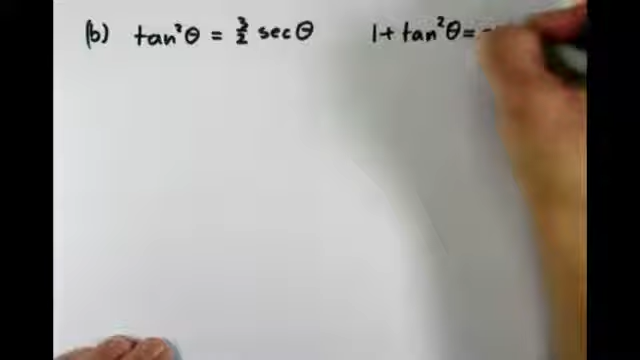 (b) tan²θ = 3/2 secθ 1 + tan²θ =